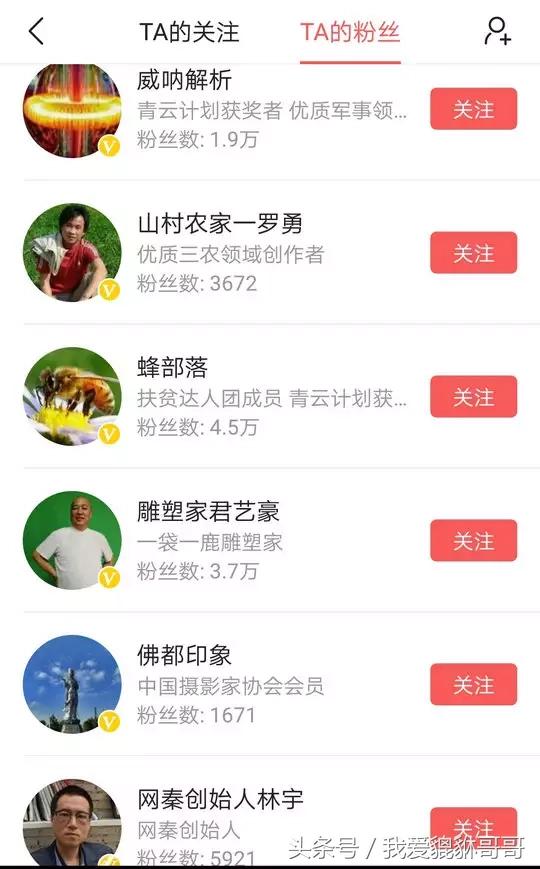 TA的关注 TA的粉丝
威呐解析
青云计划获奖者 优质军事领...
粉丝数: 1.9万
关注
山村农家一罗勇
优质三农领域创作者
粉丝数: 3672
关注
蜂部落
扶贫达人团成员 青云计划获...
粉丝数: 4.5万
关注
雕塑家君艺豪
一袋一鹿雕塑家
粉丝数: 3.7万
关注
佛都印象
中国摄影家协会会员
粉丝数: 1671
关注
网秦创始人林宇
网秦创始人
粉丝数: 5921
关注
头条号 / 我爱貔貅哥哥